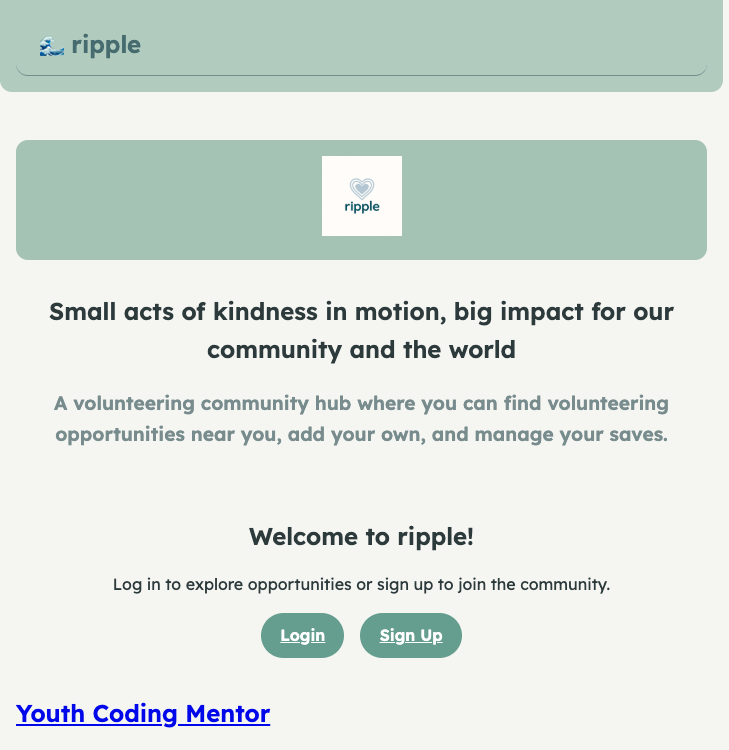 ripple
ripple
Small acts of kindness in motion, big impact for our
community and the world
A volunteering community hub where you can find volunteering
opportunities near you, add your own, and manage your saves.
Welcome to ripple!
Log in to explore opportunities or sign up to join the community.
Login Sign Up
Youth Coding Mentor